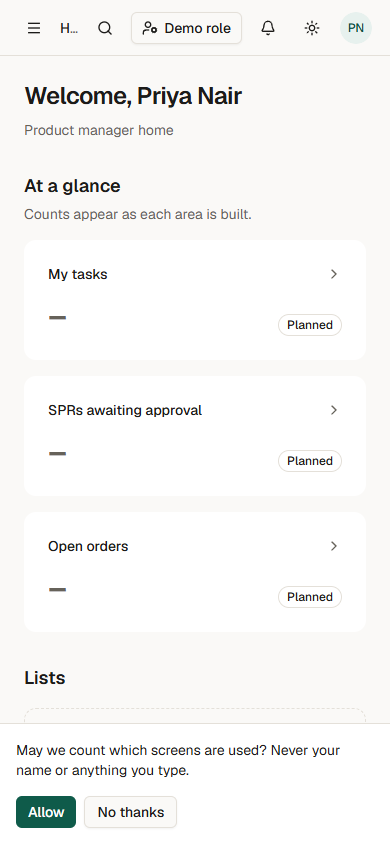 H...
Demo role
PN
Welcome, Priya Nair
Product manager home
At a glance
Counts appear as each area is built.
My tasks
—
Planned
SPRs awaiting approval
—
Planned
Open orders
—
Planned
Lists
May we count which screens are used? Never your
name or anything you type.
Allow
No thanks